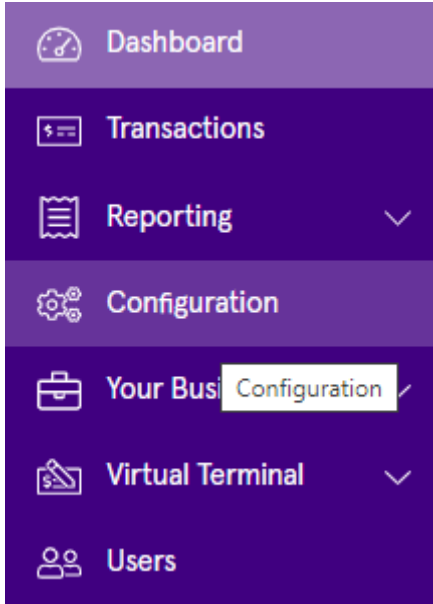 Dashboard
Transactions
Reporting
Configuration
Your Busi
Configuration
Virtual Terminal
Users